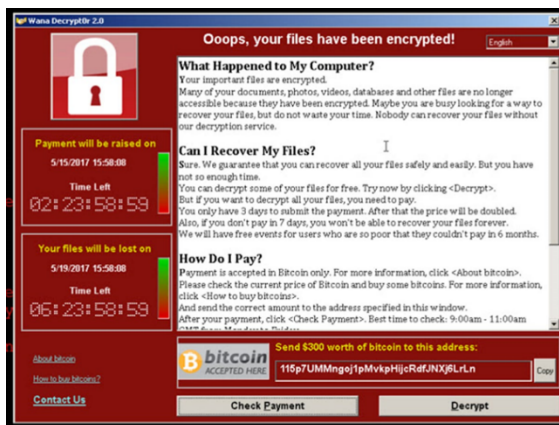 Wana Decrypt0r 2.0
Ooops, your files have been encrypted!
English
Payment will be raised on
5/15/2017 15:58:08
Time Left
02:23:58:59
Your files will be lost on
5/19/2017 15:58:08
Time Left
06:23:58:59
About bitcoin
How to buy bitcoins?
Contact Us
What Happened to My Computer?
Your important files are encrypted.
Many of your documents, photos, videos, databases and other files are no longer
accessible because they have been encrypted. Maybe you are busy looking for a way to
recover your files, but do not waste your time. Nobody can recover your files without
our decryption service.
Can I Recover My Files?
Sure. We guarantee that you can recover all your files safely and easily. But you have
not so enough time.
You can decrypt some of your files for free. Try now by clicking <Decrypt>.
But if you want to decrypt all your files, you need to pay.
You only have 3 days to submit the payment. After that the price will be doubled.
Also, if you don't pay in 7 days, you won't be able to recover your files forever.
We will have free events for users who are so poor that they couldn't pay in 6 months.
How Do I Pay?
Payment is accepted in Bitcoin only. For more information, click <About bitcoin>.
Please check the current price of Bitcoin and buy some bitcoins. For more information,
click <How to buy bitcoins>.
And send the correct amount to the address specified in this window.
After your payment, click <Check Payment>. Best time to check: 9:00am - 11:00am
GMT from Monday to Friday.
bitcoin
ACCEPTED HERE
Send $300 worth of bitcoin to this address:
115p7UMMngoj1pMvkpHijcRdfJNXj6LrLn
Copy
Check Payment
Decrypt